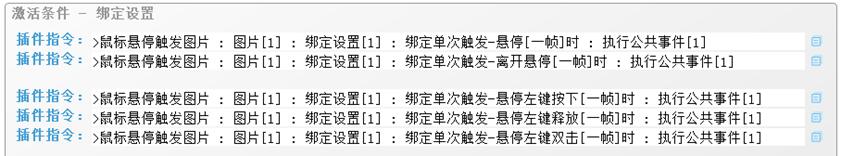 激活条件 - 绑定设置
插件指令: >鼠标悬停触发图片 : 图片[1] : 绑定设置[1] : 绑定单次触发-悬停[一帧]时 : 执行公共事件[1]
插件指令: >鼠标悬停触发图片 : 图片[1] : 绑定设置[1] : 绑定单次触发-离开悬停[一帧]时 : 执行公共事件[1]
插件指令: >鼠标悬停触发图片 : 图片[1] : 绑定设置[1] : 绑定单次触发-悬停左键按下[一帧]时 : 执行公共事件[1]
插件指令: >鼠标悬停触发图片 : 图片[1] : 绑定设置[1] : 绑定单次触发-悬停左键释放[一帧]时 : 执行公共事件[1]
插件指令: >鼠标悬停触发图片 : 图片[1] : 绑定设置[1] : 绑定单次触发-悬停左键双击[一帧]时 : 执行公共事件[1]